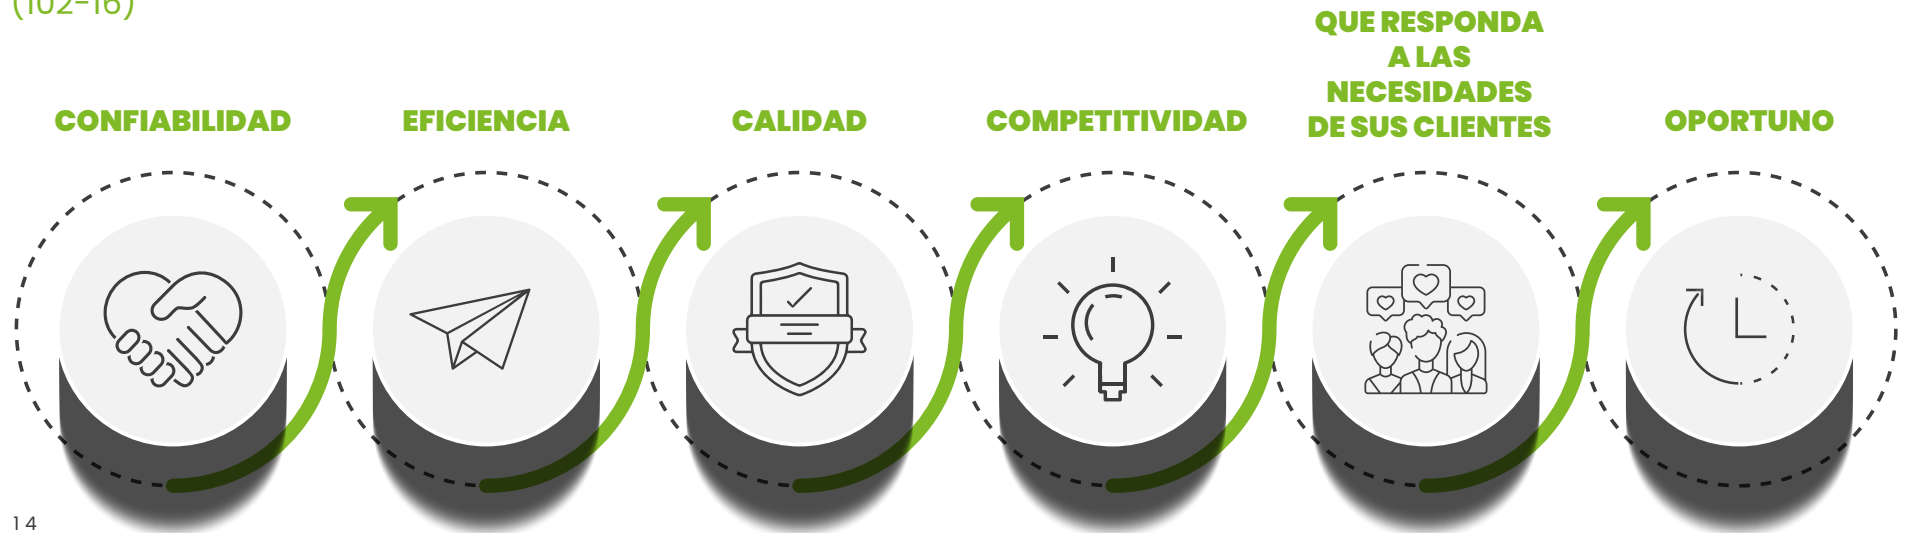 (102-16)
CONFIABILIDAD
EFICIENCIA
CALIDAD
COMPETITIVIDAD
QUE RESPONDA
A LAS
NECESIDADES
DE SUS CLIENTES
OPORTUNO
14